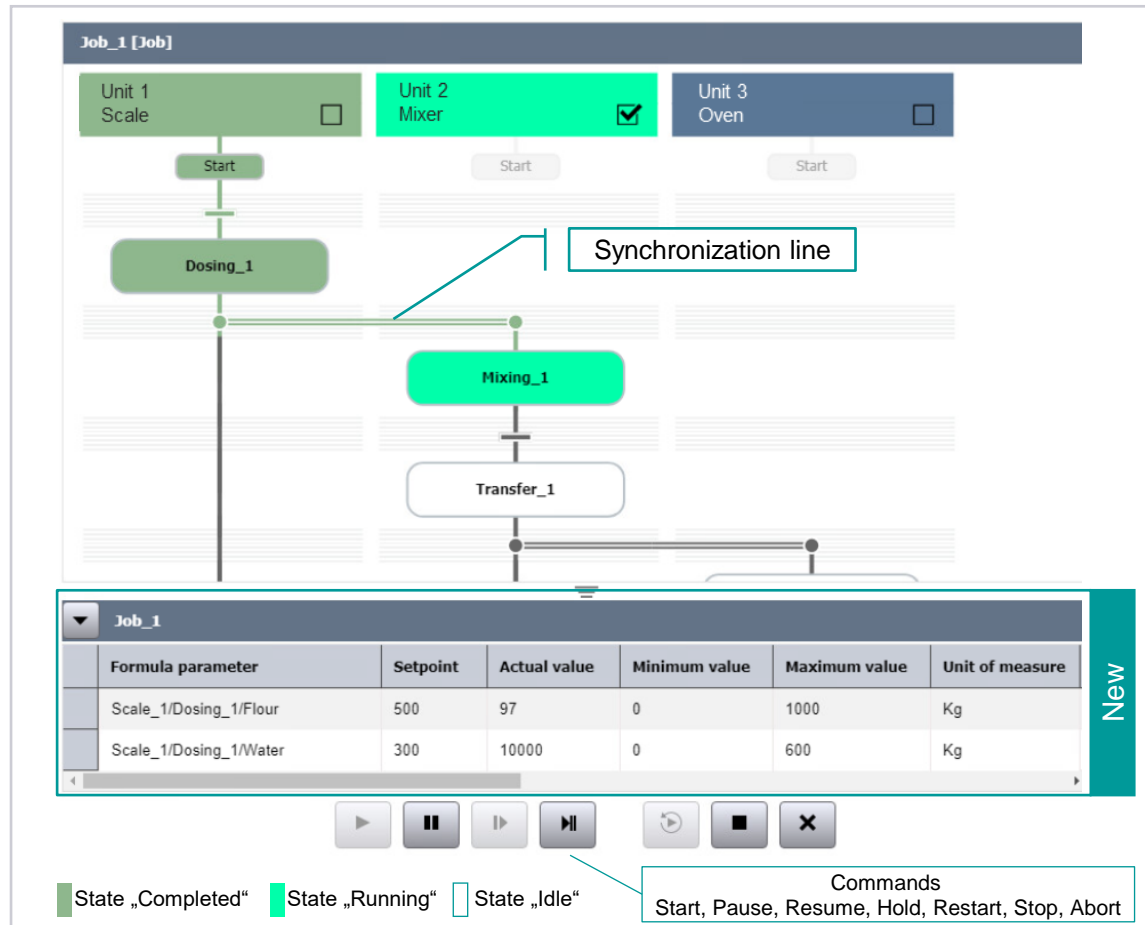 Job_1 [Job]
Unit 1
Scale
Unit 2
Mixer
Unit 3
Oven
Start
Start
Start
Dosing_1
Synchronization line
Mixing_1
Transfer_1
Job_1
Formula parameter Setpoint Actual value Minimum value Maximum value Unit of measure
Scale_1/Dosing_1/Flour 500 97 0 1000 Kg
Scale_1/Dosing_1/Water 300 10000 0 600 Kg
New
State „Completed“ State „Running“ State „Idle“
Commands
Start, Pause, Resume, Hold, Restart, Stop, Abort